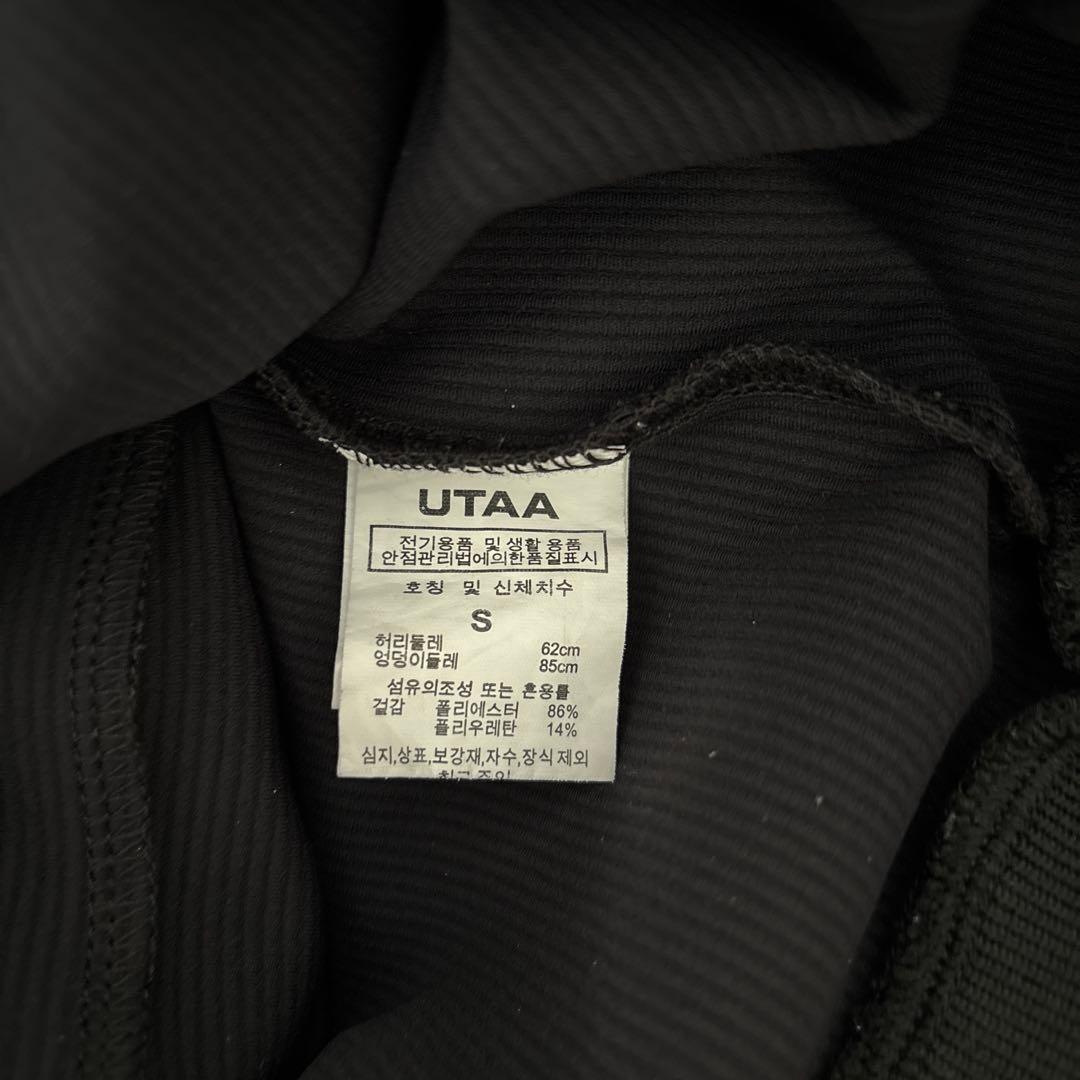 UTAA
전기용품 및 생활 용품
안점관리법에의한품질표시
호칭 및 신체치수
S
허리둘레 62cm
엉덩이둘레 85cm
섬유의조성 또는 혼용률
겉감 폴리에스터 86%
폴리우레탄 14%
심지,상표,보강재,자수,장식제외